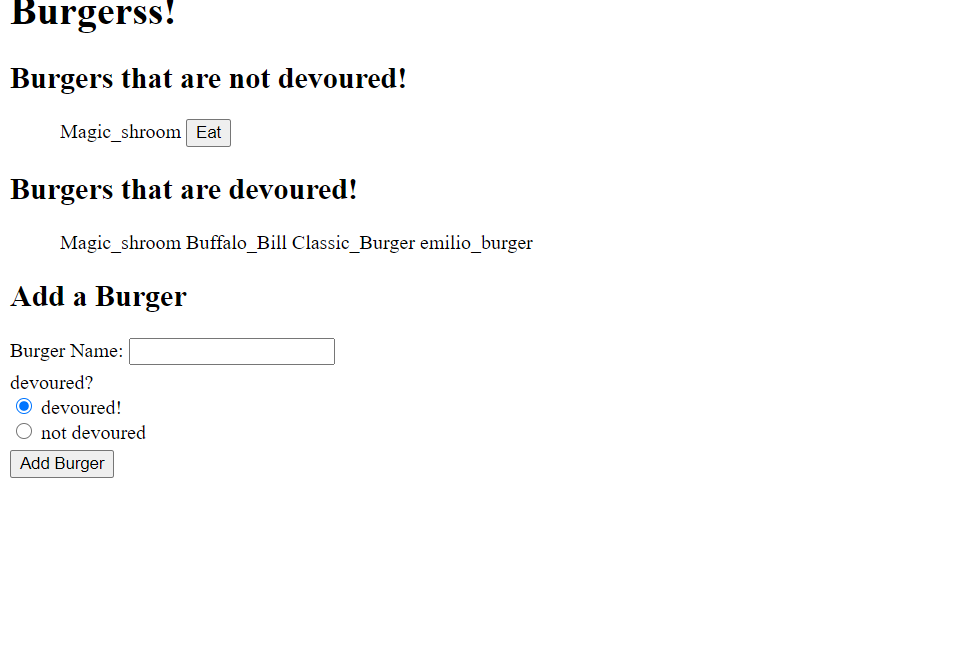 Burgerss!
Burgers that are not devoured!
Magic_shroom Eat
Burgers that are devoured!
Magic_shroom Buffalo_Bill Classic_Burger emilio_burger
Add a Burger
Burger Name:
devoured?
devoured!
not devoured
Add Burger